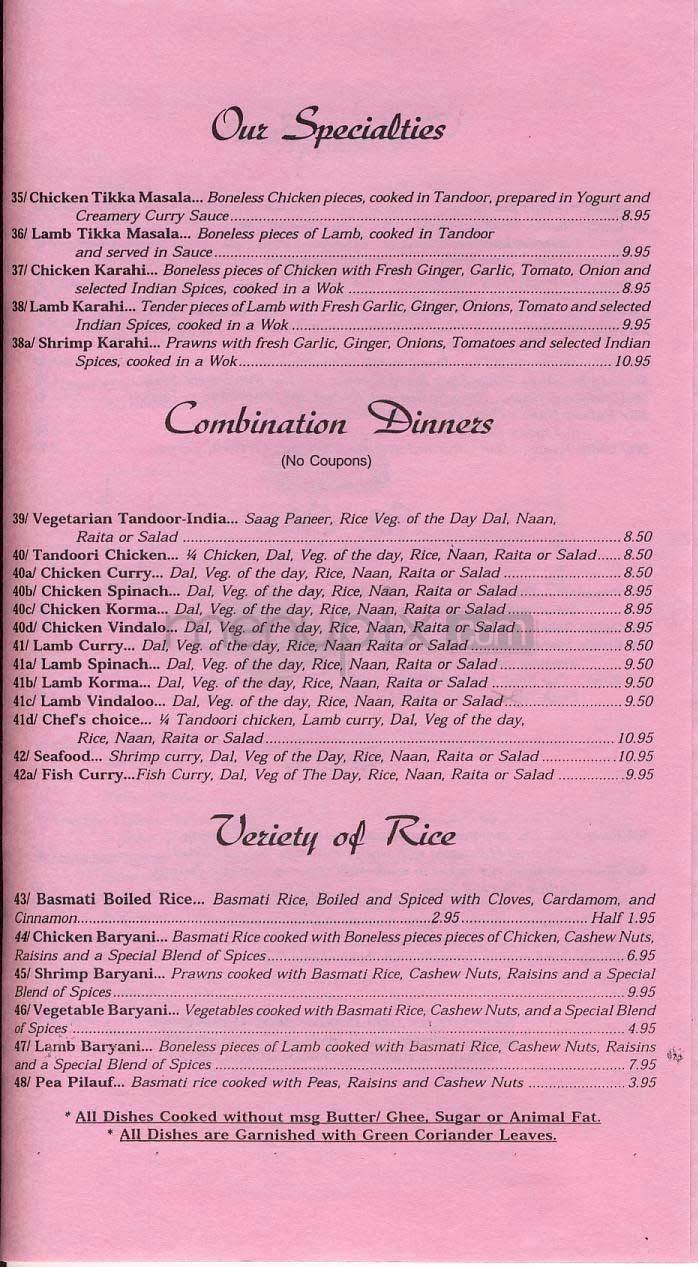 Our Specialties
35/ Chicken Tikka Masala... Boneless Chicken pieces, cooked in Tandoor, prepared in Yogurt and
Creamery Curry Sauce........ 8.95
36/ Lamb Tikka Masala... Boneless pieces of Lamb, cooked in Tandoor
and served in Sauce........ 9.95
37/ Chicken Karahi... Boneless pieces of Chicken with Fresh Ginger, Garlic, Tomato, Onion and
selected Indian Spices, cooked in a Wok ........ 8.95
38/ Lamb Karahi... Tender pieces of Lamb with Fresh Garlic, Ginger, Onions, Tomato and selected
Indian Spices, cooked in a Wok ........ 9.95
38a/ Shrimp Karahi... Prawns with fresh Garlic, Ginger, Onions, Tomatoes and selected Indian
Spices, cooked in a Wok........ 10.95
Combination Dinners
(No Coupons)
39/ Vegetarian Tandoor-India... Saag Paneer, Rice Veg. of the Day Dal, Naan,
Raita or Salad ........ 8.50
40/ Tandoori Chicken... ¼ Chicken, Dal, Veg. of the day, Rice, Naan, Raita or Salad...... 8.50
40a/ Chicken Curry... Dal, Veg. of the day, Rice, Naan, Raita or Salad ........ 8.50
40b/ Chicken Spinach... Dal, Veg. of the day, Rice, Naan, Raita or Salad ........ 8.95
40c/ Chicken Korma... Dal, Veg. of the day, Rice, Naan, Raita or Salad........ 8.95
40d/ Chicken Vindalo... Dal, Veg. of the day, Rice, Naan, Raita or Salad........ 8.95
41/ Lamb Curry... Dal, Veg. of the day, Rice, Naan Raita or Salad ........ 8.50
41a/ Lamb Spinach... Dal, Veg. of the day, Rice, Naan, Raita or Salad ........ 9.50
41b/ Lamb Korma... Dal, Veg. of the day, Rice, Naan, Raita or Salad ........ 9.50
41c/ Lamb Vindaloo... Dal, Veg. of the day, Rice, Naan, Raita or Salad ........ 9.50
41d/ Chef's choice... ¼ Tandoori chicken, Lamb curry, Dal, Veg of the day,
Rice, Naan, Raita or Salad........ 10.95
42/ Seafood... Shrimp curry, Dal, Veg of the Day, Rice, Naan, Raita or Salad ........ 10.95
42a/ Fish Curry...Fish Curry, Dal, Veg of The Day, Rice, Naan, Raita or Salad ........ 9.95
Veriety of Rice
43/ Basmati Boiled Rice... Basmati Rice, Boiled and Spiced with Cloves, Cardamom, and
Cinnamon........ 2.95........ Half 1.95
44/ Chicken Baryani... Basmati Rice cooked with Boneless pieces pieces of Chicken, Cashew Nuts,
Raisins and a Special Blend of Spices........ 6.95
45/ Shrimp Baryani... Prawns cooked with Basmati Rice, Cashew Nuts, Raisins and a Special
Blend of Spices........ 9.95
46/ Vegetable Baryani... Vegetables cooked with Basmati Rice, Cashew Nuts, and a Special Blend
of Spices ........ 4.95
47/ Lamb Baryani... Boneless pieces of Lamb cooked with Basmati Rice, Cashew Nuts, Raisins
and a Special Blend of Spices ........ 7.95
48/ Pea Pilauf... Basmati rice cooked with Peas, Raisins and Cashew Nuts ........ 3.95
* All Dishes Cooked without msg Butter/ Ghee, Sugar or Animal Fat.
* All Dishes are Garnished with Green Coriander Leaves.